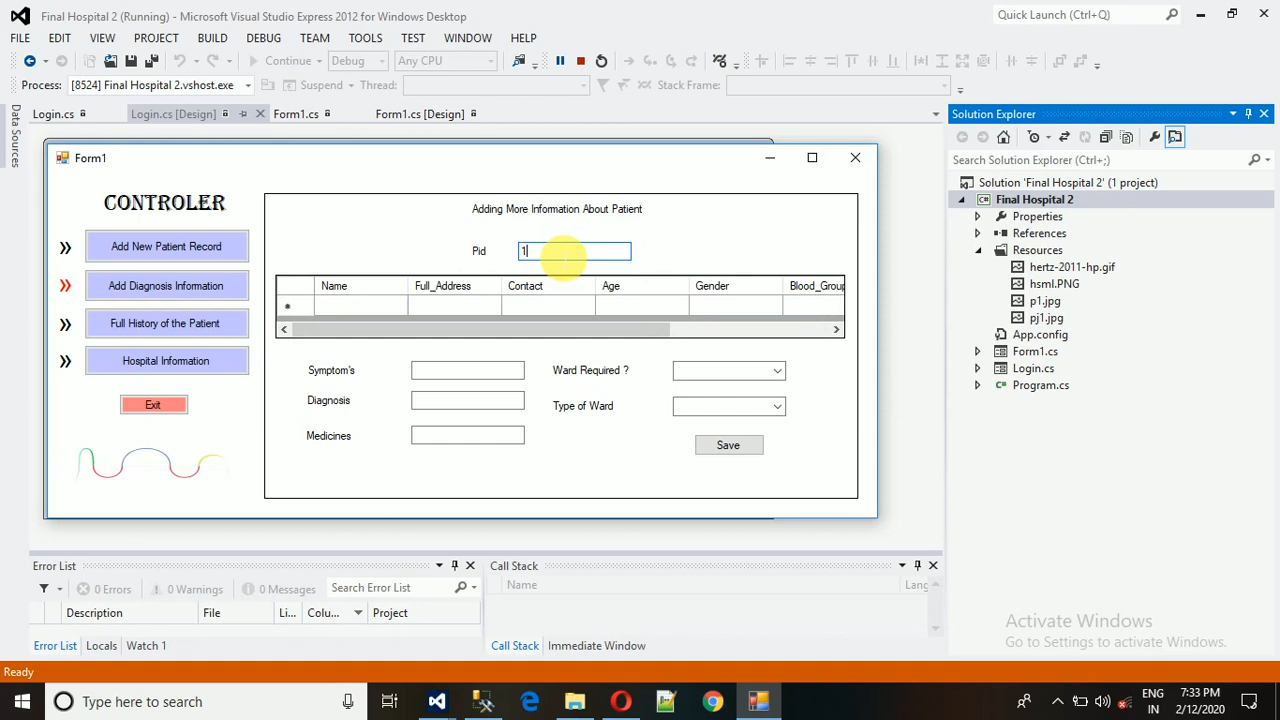 Final Hospital 2 (Running) - Microsoft Visual Studio Express 2012 for Windows Desktop
Quick Launch (Ctrl+Q)
FILE EDIT VIEW PROJECT BUILD DEBUG TEAM TOOLS TEST WINDOW HELP
Continue Debug Any CPU
Process: [8524] Final Hospital 2.vshost.exe Suspend Thread: Stack Frame:
Data Sources
Login.cs Login.cs [Design] Form1.cs Form1.cs [Design]
Form1
CONTROLER
Add New Patient Record
Add Diagnosis Information
Full History of the Patient
Hospital Information
Exit
Adding More Information About Patient
Pid 1
Name Full_Address Contact Age Gender Blood_Group
*
Symptom's
Diagnosis
Medicines
Ward Required ?
Type of Ward
Save
Solution Explorer
Search Solution Explorer (Ctrl+;)
Solution 'Final Hospital 2' (1 project)
Final Hospital 2
Properties
References
Resources
hertz-2011-hp.gif
hsml.PNG
p1.jpg
pj1.jpg
App.config
Form1.cs
Login.cs
Program.cs
Error List
0 Errors 0 Warnings 0 Messages Search Error List
Description File Li... Colu... Project
Error List Locals Watch 1
Call Stack
Name Lang
Call Stack Immediate Window
Activate Windows
Go to Settings to activate Windows.
Ready
Type here to search
ENG
IN
7:33 PM
2/12/2020